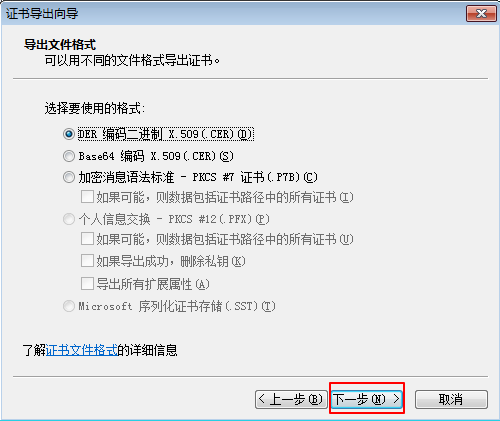 证书导出向导
导出文件格式
可以用不同的文件格式导出证书。
选择要使用的格式:
DER 编码二进制 X.509(.CER)(D)
Base64 编码 X.509(.CER)(S)
加密消息语法标准 - PKCS #7 证书(.P7B)(C)
如果可能，则数据包括证书路径中的所有证书(I)
个人信息交换 - PKCS #12(.PFX)(P)
如果可能，则数据包括证书路径中的所有证书(U)
如果导出成功，删除私钥(K)
导出所有扩展属性(A)
Microsoft 序列化证书存储(.SST)(T)
了解证书文件格式的详细信息
< 上一步(B) 下一步(N) > 取消